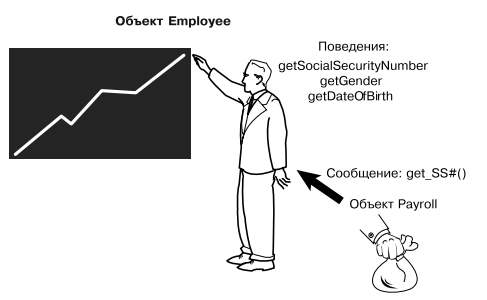 Объект Employee
Поведения:
getSocialSecurityNumber
getGender
getDateOfBirth
Сообщение: get_SS#()
Объект Payroll